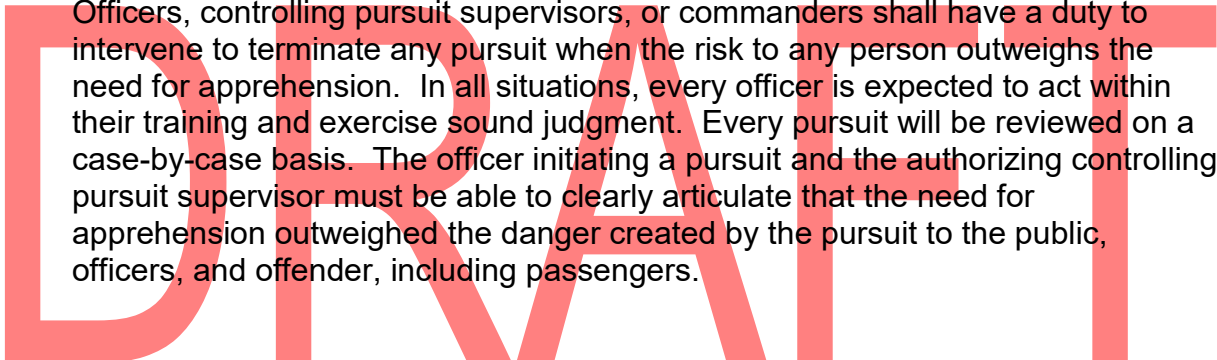 Officers, controlling pursuit supervisors, or commanders shall have a duty to
intervene to terminate any pursuit when the risk to any person outweighs the
need for apprehension.  In all situations, every officer is expected to act within
their training and exercise sound judgment.  Every pursuit will be reviewed on a
case-by-case basis.  The officer initiating a pursuit and the authorizing controlling
pursuit supervisor must be able to clearly articulate that the need for
apprehension outweighed the danger created by the pursuit to the public,
officers, and offender, including passengers.
DRAFT